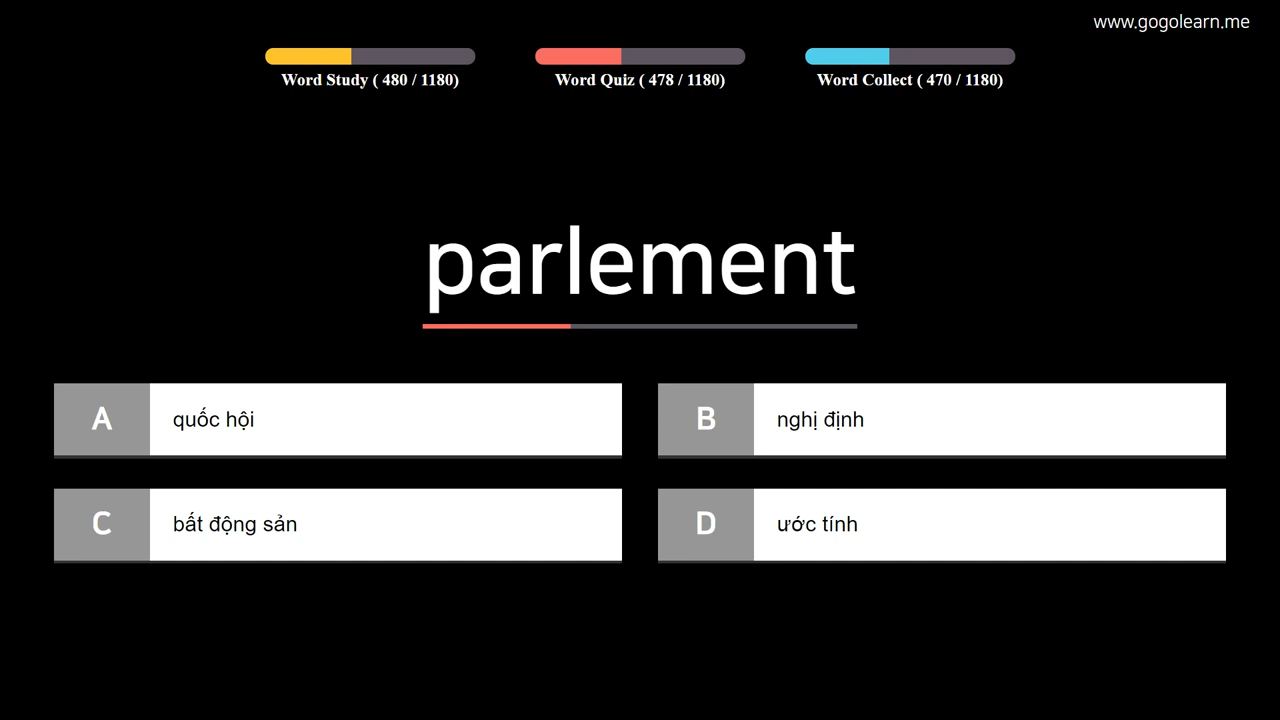 www.gogolearn.me
Word Study ( 480 / 1180)
Word Quiz ( 478 / 1180)
Word Collect ( 470 / 1180)
parlement
A quốc hội
B nghị định
C bất động sản
D ước tính